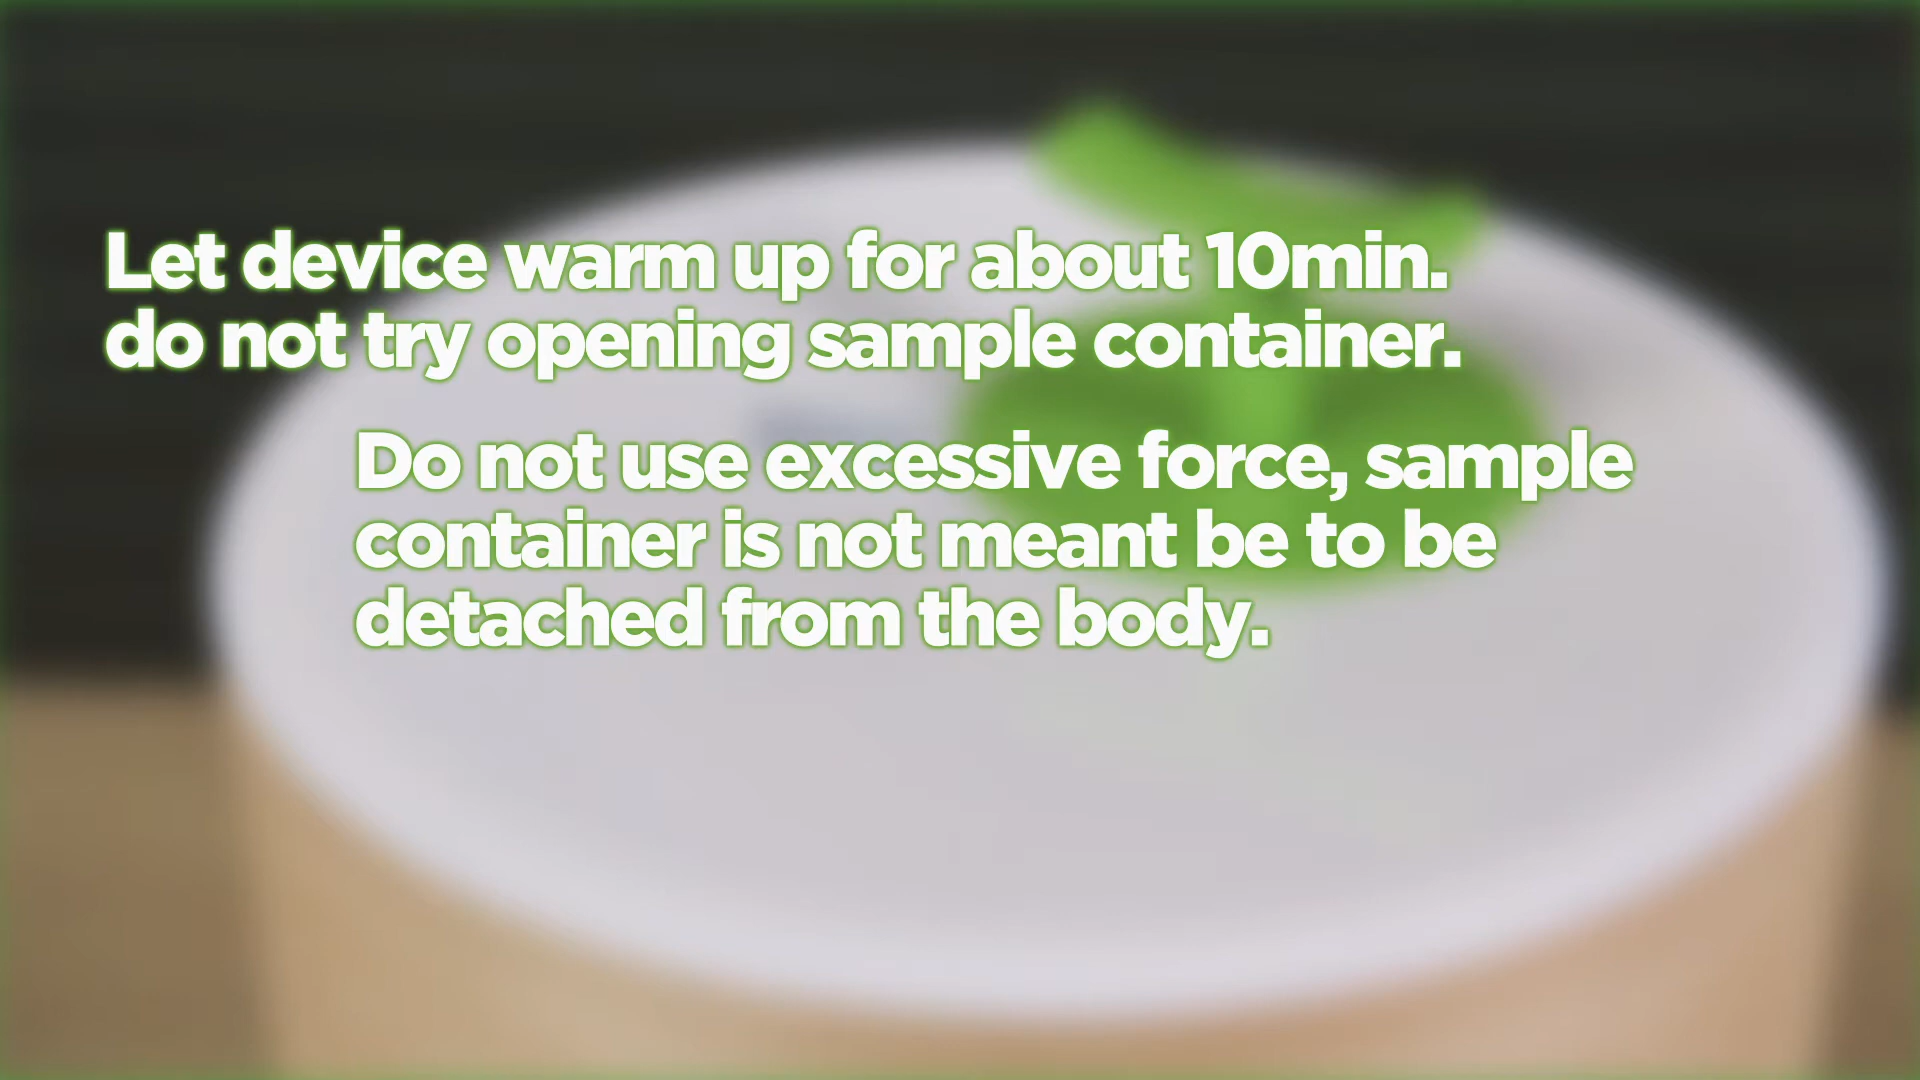 Let device warm up for about 10min.
do not try opening sample container.
Do not use excessive force, sample
container is not meant be to be
detached from the body.